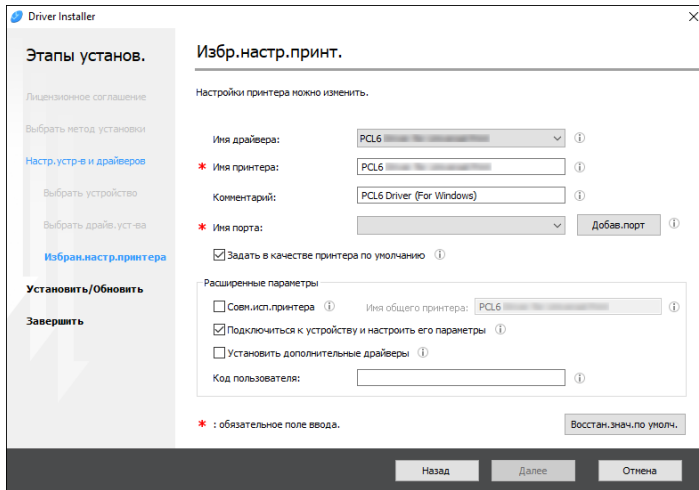 Driver Installer
Этапы установ.
Лицензионное соглашение
Выбрать метод установки
Настр.устр-в и драйверов
Выбрать устройство
Выбрать драйв.уст-ва
Избран.настр.принтера
Установить/Обновить
Завершить
Избр.настр.принт.
Настройки принтера можно изменить.
Имя драйвера: PCL6
* Имя принтера: PCL6
Комментарий: PCL6 Driver (For Windows)
* Имя порта: Добав.порт
Задать в качестве принтера по умолчанию
Расширенные параметры
Совм.исп.принтера Имя общего принтера: PCL6
Подключиться к устройству и настроить его параметры
Установить дополнительные драйверы
Код пользователя:
* : обязательное поле ввода. Восстан.знач.по умолч.
Назад Далее Отмена